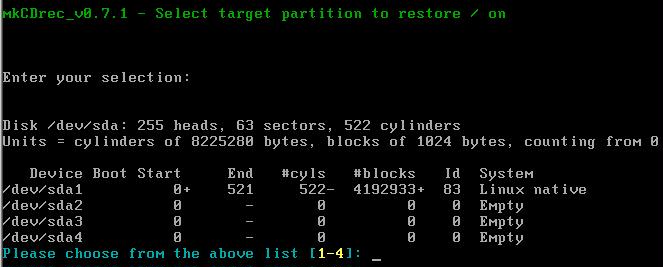 mkCDrec_v0.7.1 - Select target partition to restore / on
Enter your selection:
Disk /dev/sda: 255 heads, 63 sectors, 522 cylinders
Units = cylinders of 8225280 bytes, blocks of 1024 bytes, counting from 0
Device Boot Start End #cyls #blocks Id System
/dev/sda1 0+ 521 522- 4192933+ 83 Linux native
/dev/sda2 0 - 0 0 0 Empty
/dev/sda3 0 - 0 0 0 Empty
/dev/sda4 0 - 0 0 0 Empty
Please choose from the above list [1-4]: _